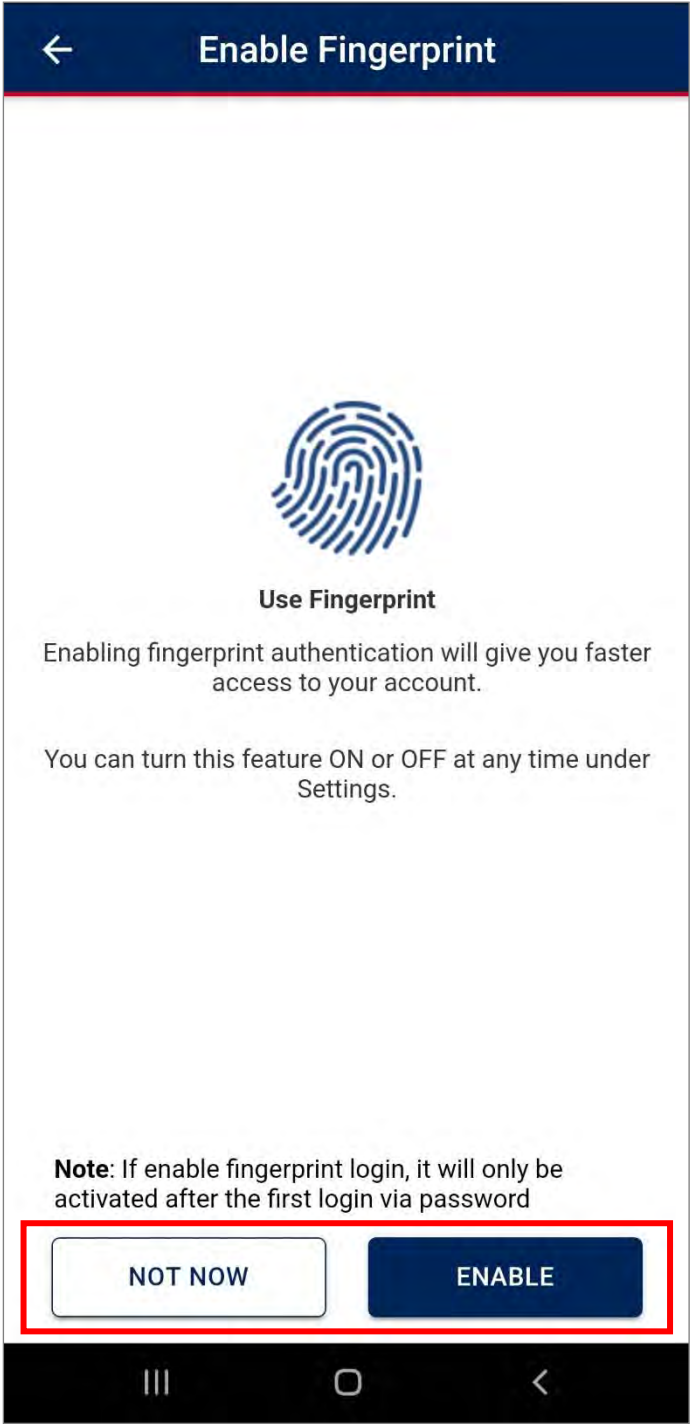 Enable Fingerprint
Use Fingerprint
Enabling fingerprint authentication will give you faster
access to your account.
You can turn this feature ON or OFF at any time under
Settings.
Note: If enable fingerprint login, it will only be
activated after the first login via password
NOT NOW
ENABLE